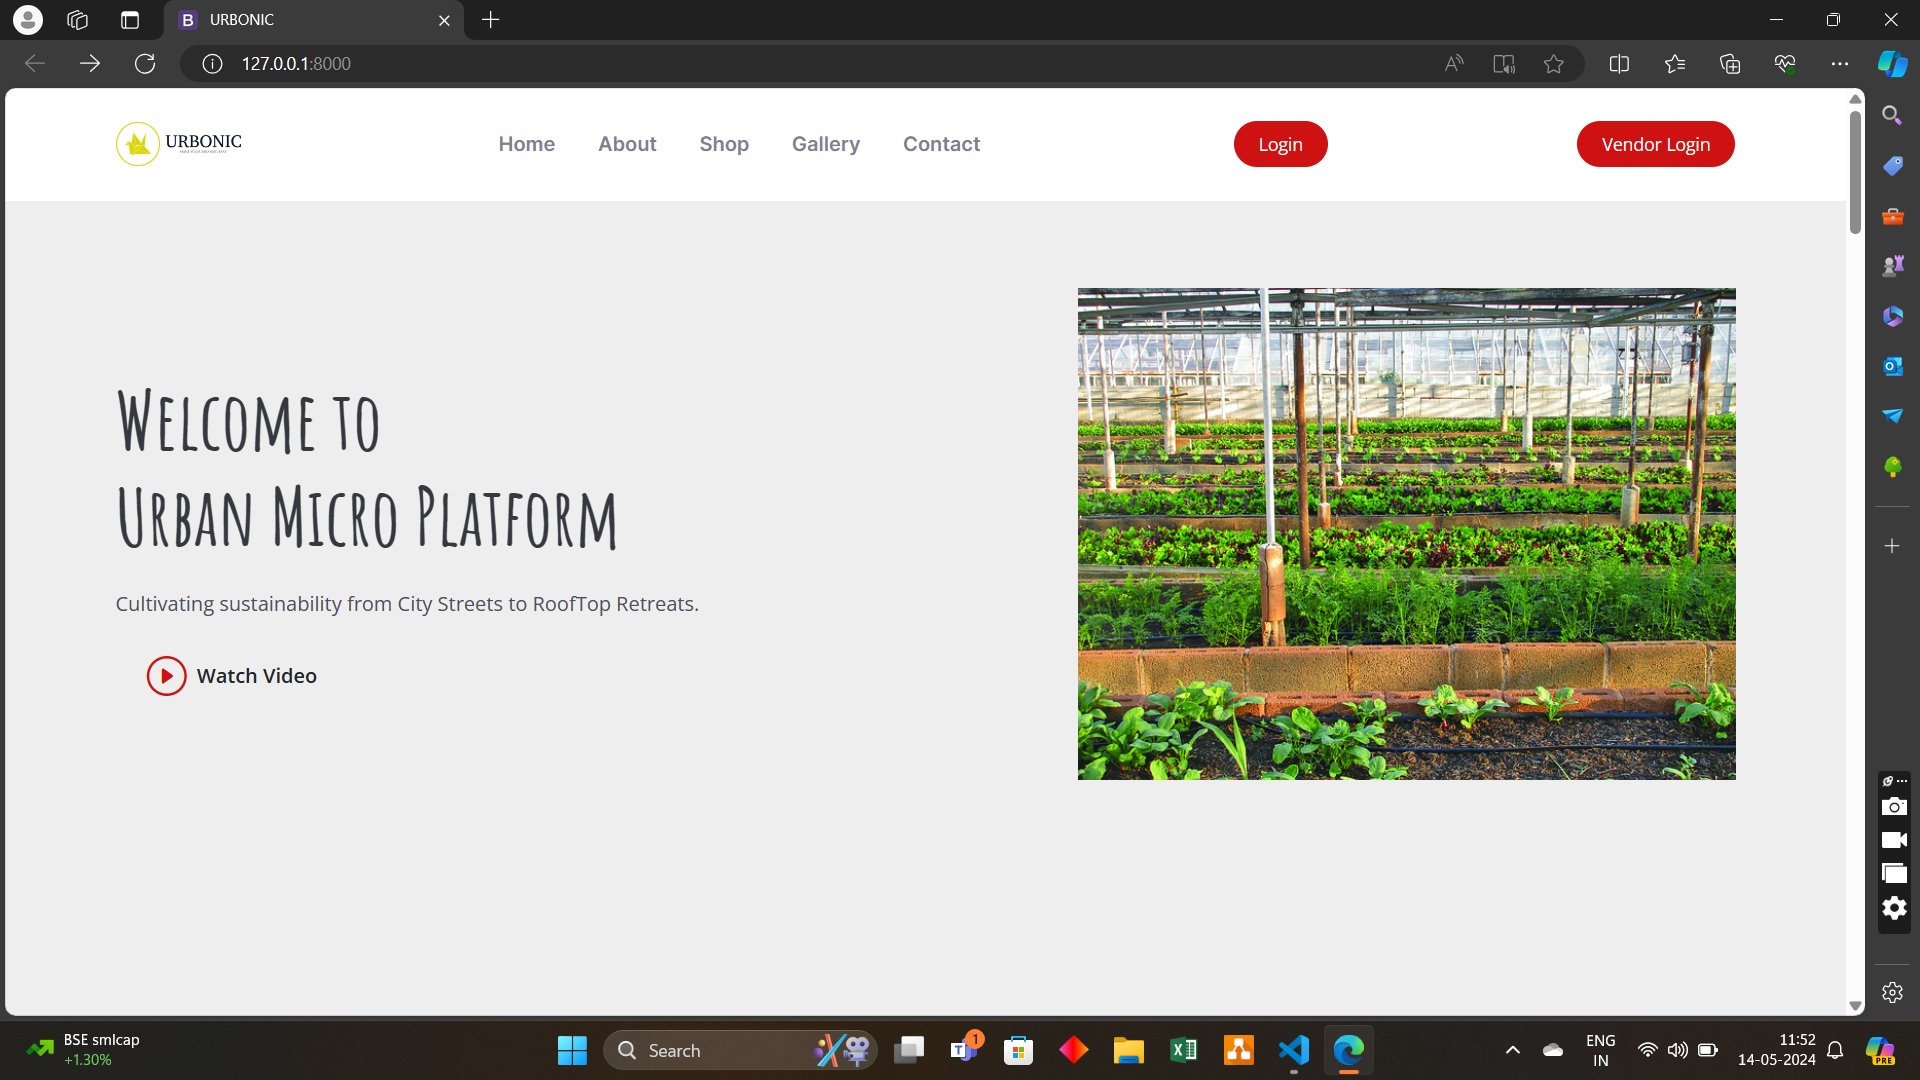 B URBONIC
127.0.0.1:8000
URBONIC
Home About Shop Gallery Contact
Login
Vendor Login
Welcome to
Urban Micro Platform
Cultivating sustainability from City Streets to RoofTop Retreats.
Watch Video
BSE smlcap
+1.30%
Search
1
ENG
IN
11:52
14-05-2024
PRE